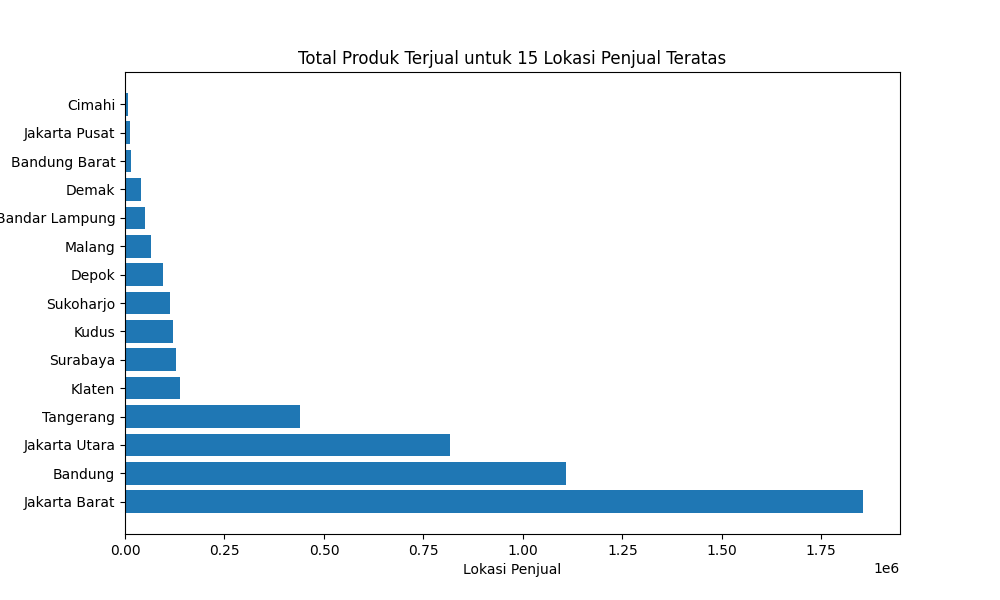 Total Produk Terjual untuk 15 Lokasi Penjual Teratas
Cimahi
Jakarta Pusat
Bandung Barat
Demak
Bandar Lampung
Malang
Depok
Sukoharjo
Kudus
Surabaya
Klaten
Tangerang
Jakarta Utara
Bandung
Jakarta Barat
0.00 0.25 0.50 0.75 1.00 1.25 1.50 1.75
Lokasi Penjual
1e6